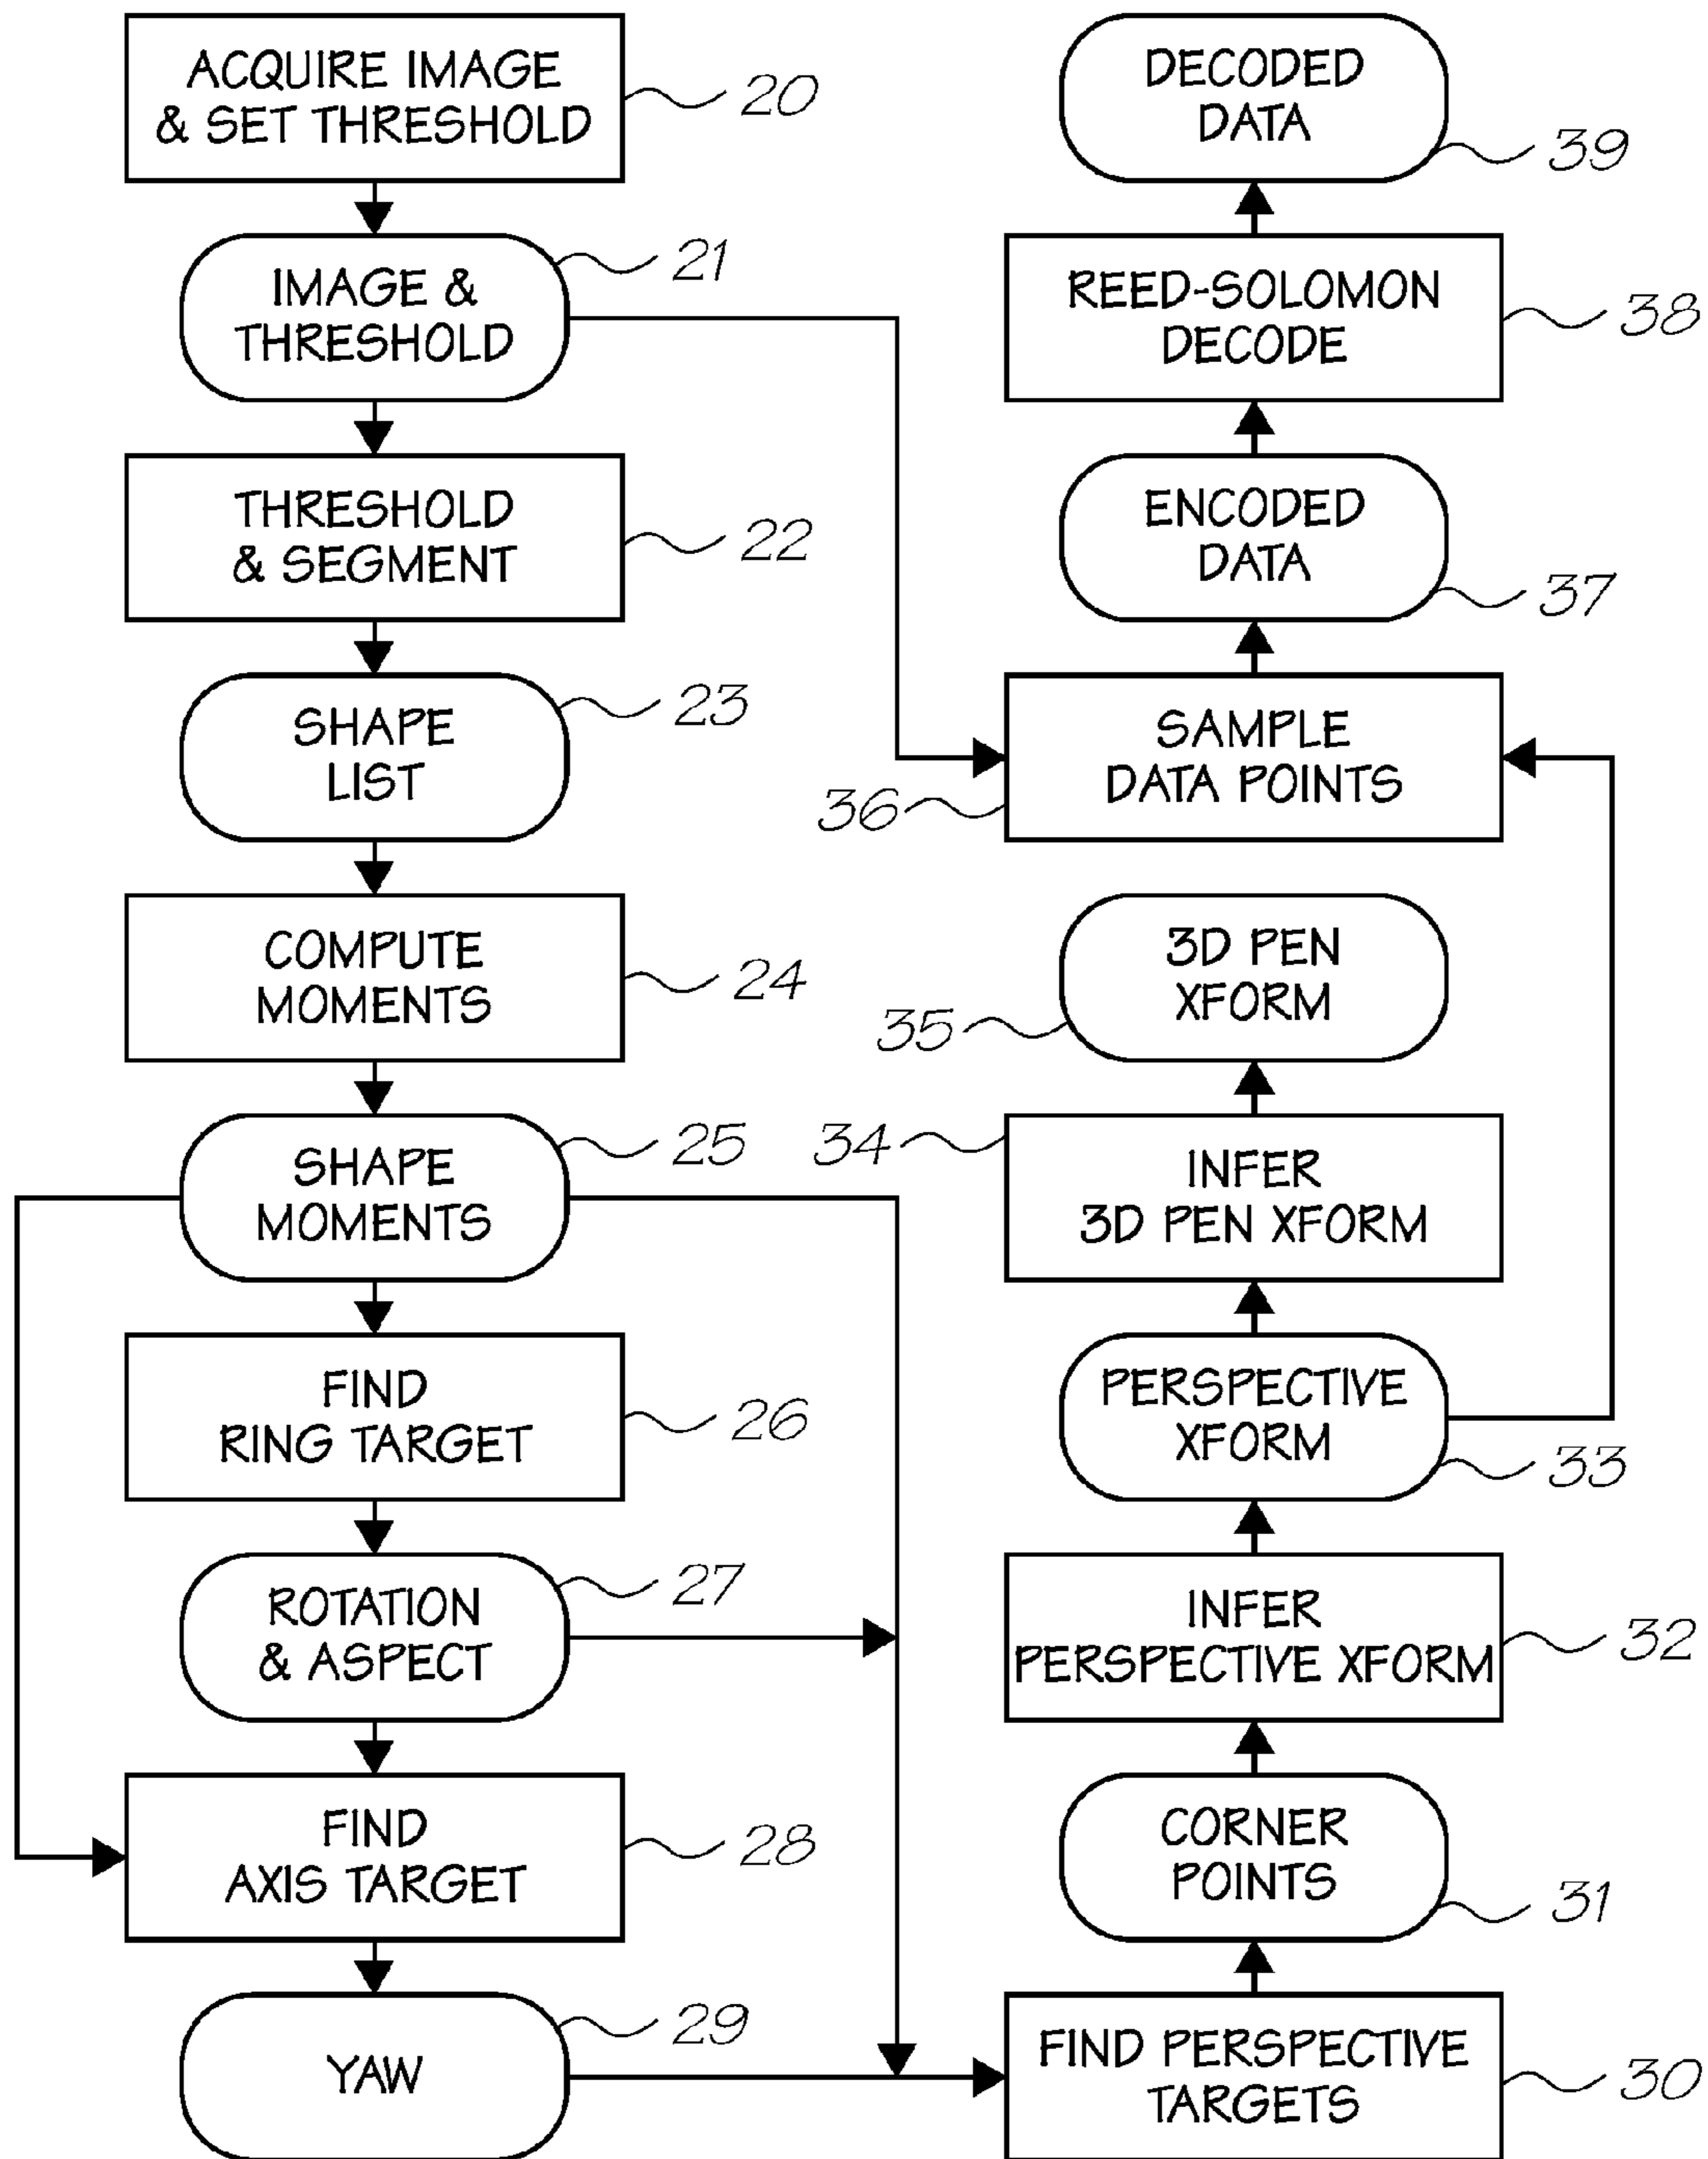 ACQUIRE IMAGE
& SET THRESHOLD
20
IMAGE &
THRESHOLD
21
THRESHOLD
& SEGMENT
22
SHAPE
LIST
23
COMPUTE
MOMENTS
24
SHAPE
MOMENTS
25
FIND
RING TARGET
26
ROTATION
& ASPECT
27
FIND
AXIS TARGET
28
YAW
29
DECODED
DATA
39
REED-SOLOMON
DECODE
38
ENCODED
DATA
37
SAMPLE
DATA POINTS
36
3D PEN
XFORM
35
INFER
3D PEN XFORM
34
PERSPECTIVE
XFORM
33
INFER
PERSPECTIVE XFORM
32
CORNER
POINTS
31
FIND PERSPECTIVE
TARGETS
30